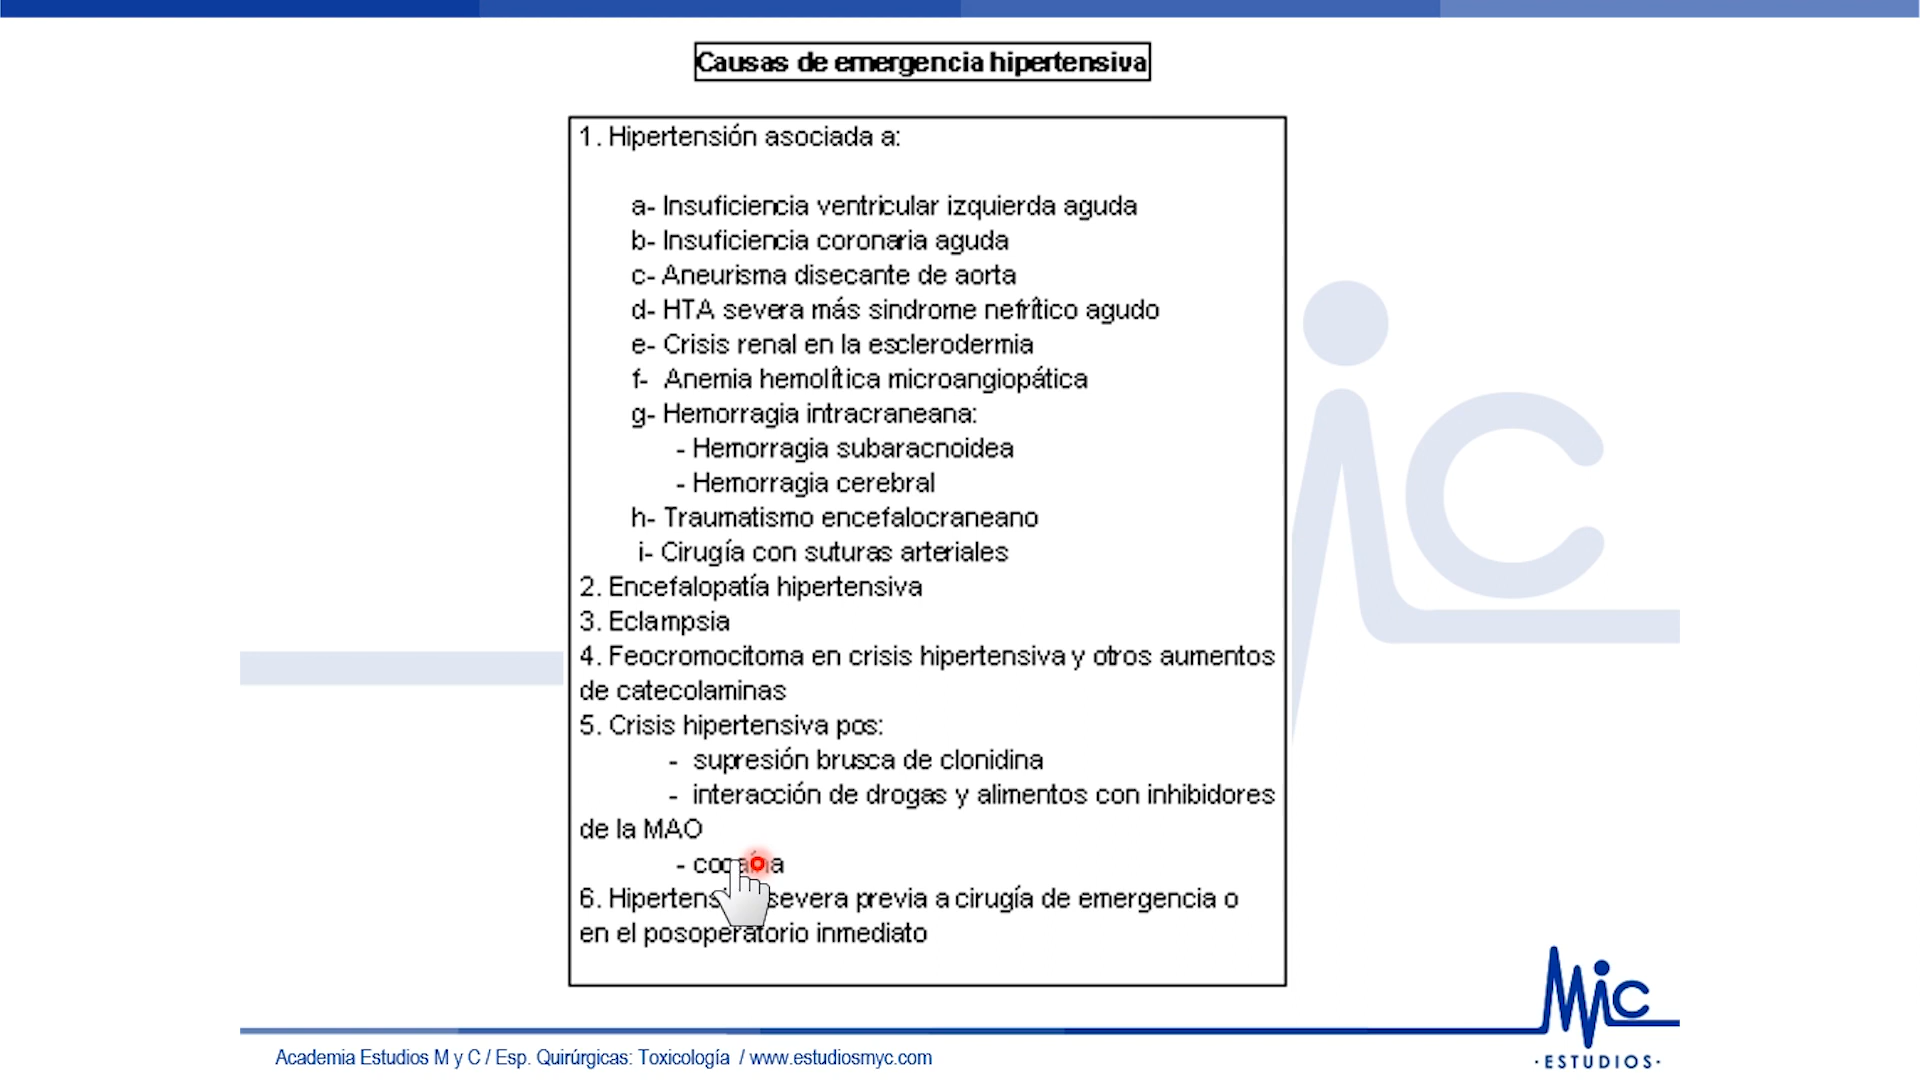 Causas de emergencia hipertensiva
1. Hipertensión asociada a:
a- Insuficiencia ventricular izquierda aguda
b- Insuficiencia coronaria aguda
c- Aneurisma disecante de aorta
d- HTA severa más sindrome nefrítico agudo
e- Crisis renal en la esclerodermia
f- Anemia hemolítica microangiopática
g- Hemorragia intracraneana:
- Hemorragia subaracnoidea
- Hemorragia cerebral
h- Traumatismo encefalocraneano
i- Cirugía con suturas arteriales
2. Encefalopatía hipertensiva
3. Eclampsia
4. Feocromocitoma en crisis hipertensiva y otros aumentos
de catecolaminas
5. Crisis hipertensiva pos:
- supresión brusca de clonidina
- interacción de drogas y alimentos con inhibidores
de la MAO
- cocaína
6. Hipertensión severa previa a cirugía de emergencia o
en el posoperatorio inmediato
MiC
MiC
·ESTUDIOS·
Academia Estudios M y C / Esp. Quirúrgicas: Toxicología / www.estudiosmyc.com